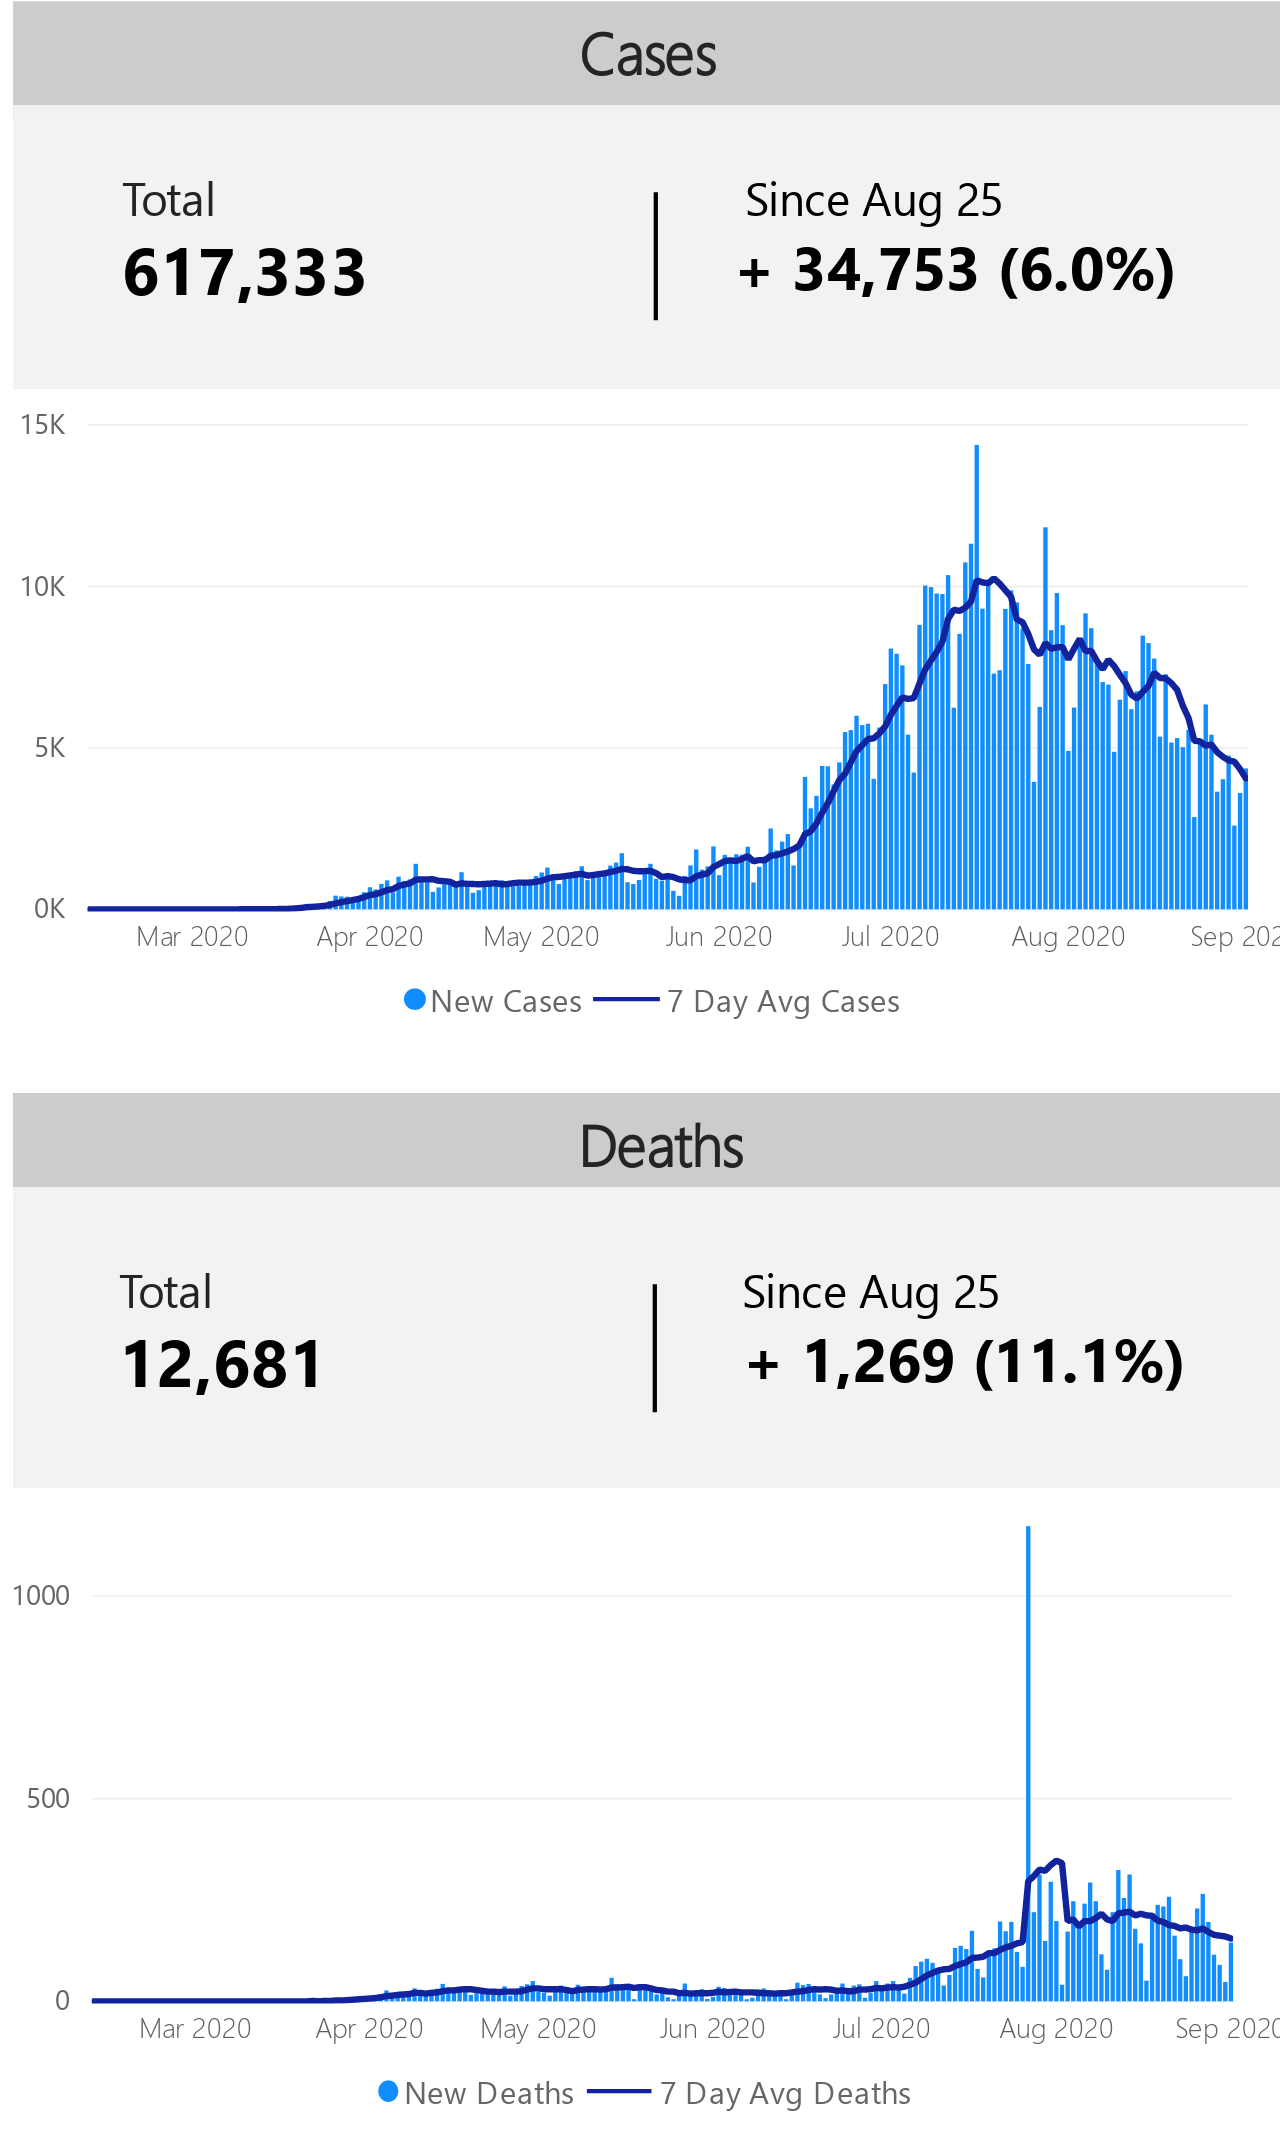 Cases
Total
Since Aug 25
617,333
+ 34,753 (6.0%)
15K
10K
5K
0K
Mar 2020 Apr 2020 May 2020 Jun 2020 Jul 2020 Aug 2020 Sep 202
New Cases 7 Day Avg Cases
Deaths
Total
Since Aug 25
12,681
+ 1,269 (11.1%)
1000
500
0
Mar 2020 Apr 2020 May 2020 Jun 2020 Jul 2020 Aug 2020 Sep 2020
New Deaths 7 Day Avg Deaths